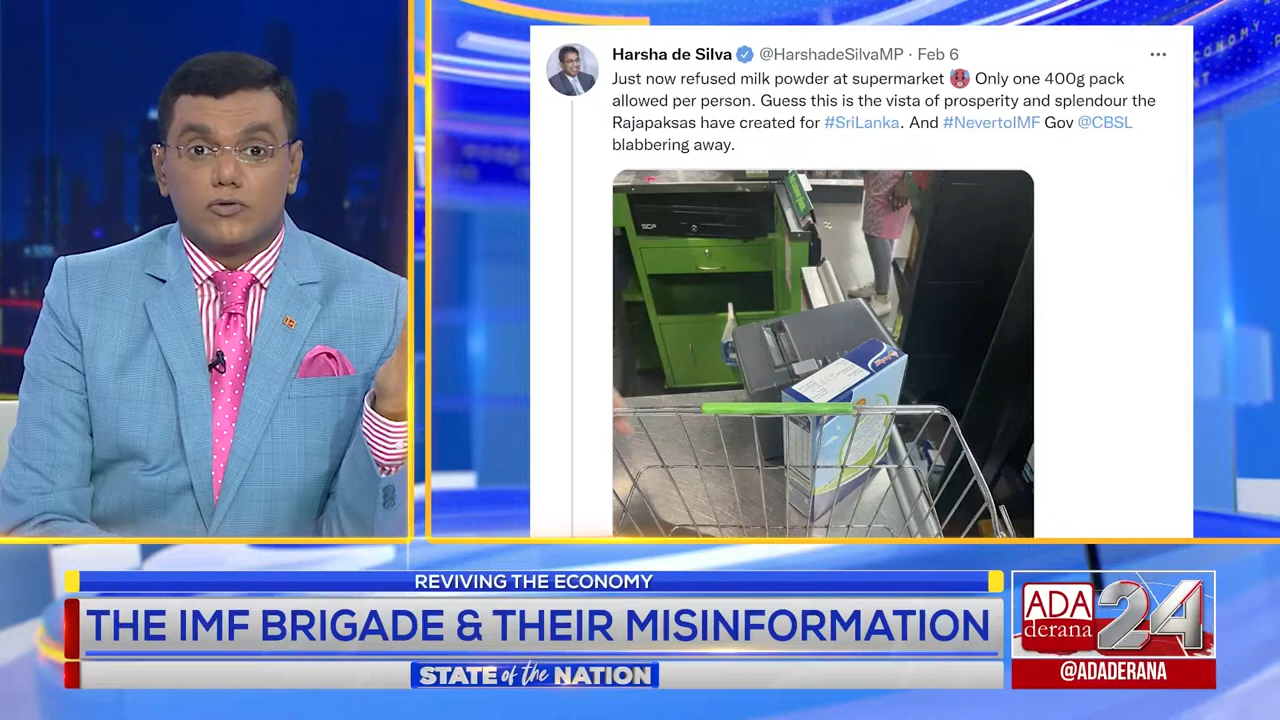 Harsha de Silva @HarshadeSilvaMP · Feb 6
Just now refused milk powder at supermarket 🥵 Only one 400g pack
allowed per person. Guess this is the vista of prosperity and splendour the
Rajapaksas have created for #SriLanka. And #NevertoIMF Gov @CBSL
blabbering away.
REVIVING THE ECONOMY
THE IMF BRIGADE & THEIR MISINFORMATION
STATE of the NATION
ADA
derana
24
@ADADERANA